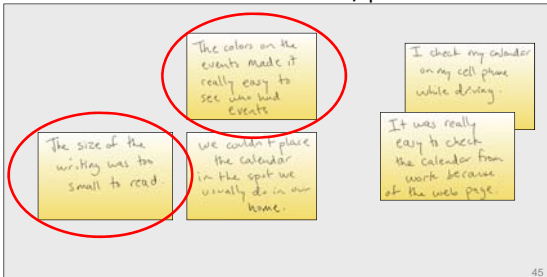 The colors on the
events made it
really easy to
see who had
events
I check my calendar
on my cell phone
while driving.
The size of the
writing was too
small to read.
we couldn't place
the calendar
in the spot we
usually do in our
home.
It was really
easy to check
the calendar from
work because
of the web page.
45